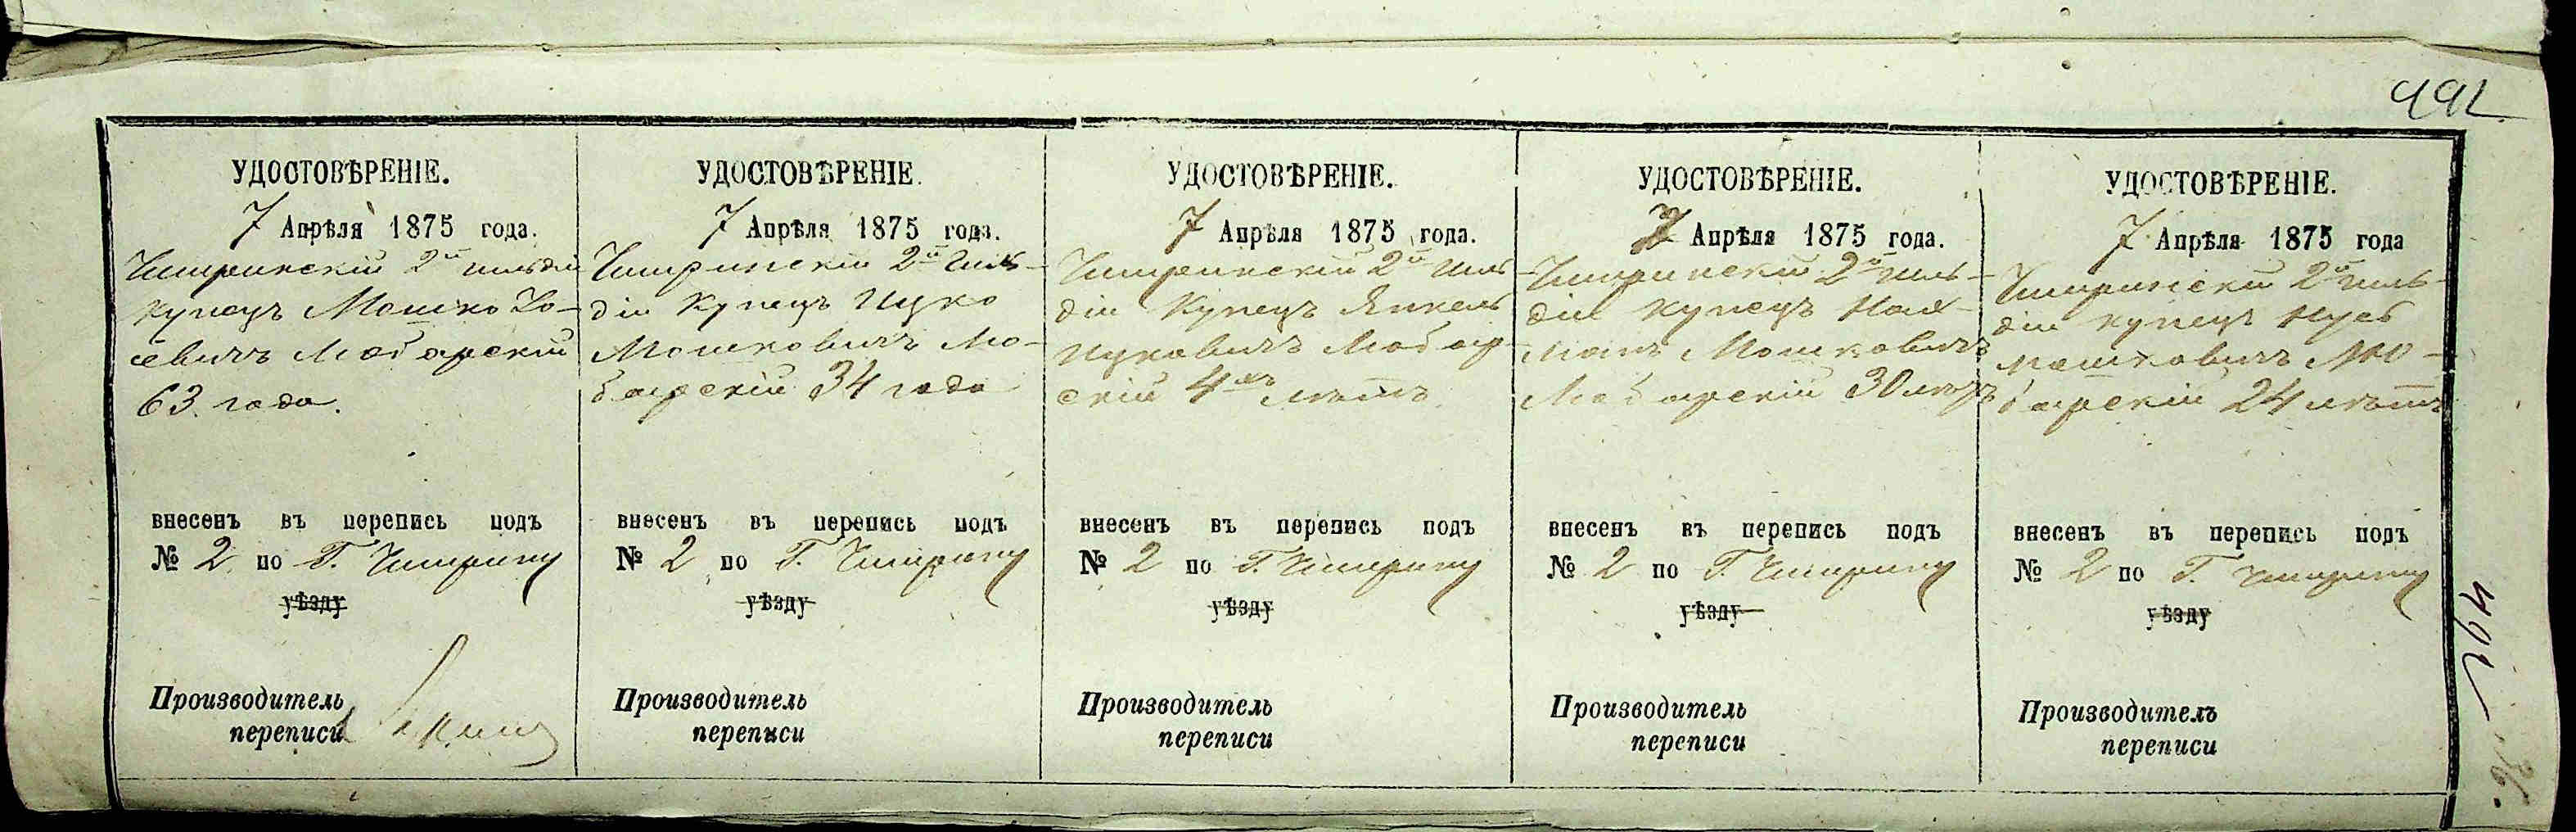 492
УДОСТОВѢРЕНІЕ.
7 Апрѣля 1875 года.
Чигиринскій 2й гильдіи
купецъ Мошко Іо-
севичъ Любарскій
63. года.
внесенъ въ перепись подъ
№ 2 по Г. Чигирину
уѣзду
Производитель
переписи
УДОСТОВѢРЕНІЕ.
7 Апрѣля 1875 года.
Чигиринскій 2й Гиль-
діи Купецъ Ицко
Мошковичъ Лю-
барскій 34 года
внесенъ въ перепись подъ
№ 2 по Г. Чигирину
уѣзду
Производитель
переписи
УДОСТОВѢРЕНІЕ.
7 Апрѣля 1875 года.
Чигиринскій 2й Гиль
діи Купецъ Янкель
Ицковичъ Любар-
скій 4хъ лѣтъ
внесенъ въ перепись подъ
№ 2 по Г. Чигирину
уѣзду
Производитель
переписи
УДОСТОВѢРЕНІЕ.
7 Апрѣля 1875 года.
Чигиринскій 2й гиль-
діи купецъ Нах-
манъ Мошковичъ
Любарскій 30 лѣтъ
внесенъ въ перепись подъ
№ 2 по Г. Чигирину
уѣзду
Производитель
переписи
УДОСТОВѢРЕНІЕ.
7 Апрѣля 1875 года
Чигиринскій 2й гиль-
діи купецъ
Мошковичъ Лю-
барскій 24 лѣтъ
внесенъ въ перепись подъ
№ 2 по Г. Чигирину
уѣзду
Производитель
переписи